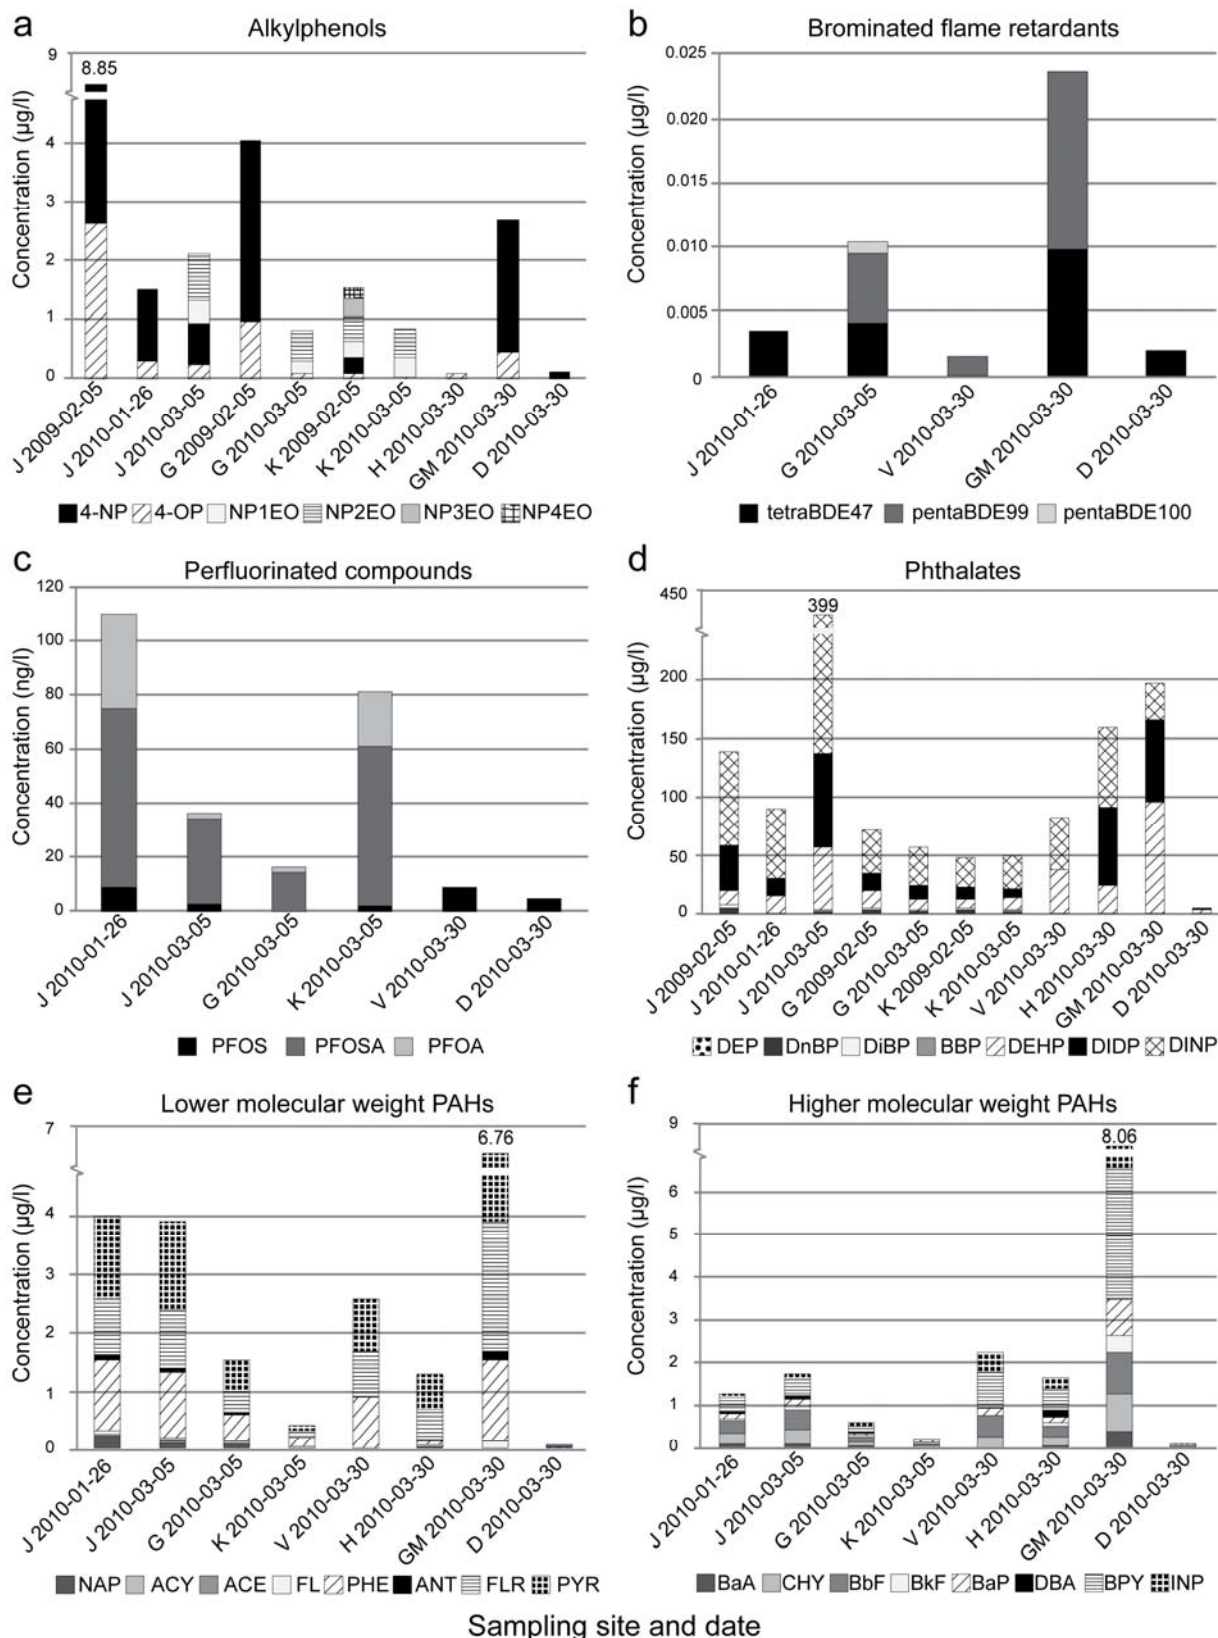 a
Alkylphenols
Concentration (µg/l)
9
4
3
2
1
0
8.85
J 2009-02-05
J 2010-01-26
J 2010-03-05
G 2009-02-05
G 2010-03-05
K 2009-02-05
K 2010-03-05
H 2010-03-30
GM 2010-03-30
D 2010-03-30
4-NP 4-OP NP1EO NP2EO NP3EO NP4EO
b
Brominated flame retardants
Concentration (µg/l)
0.025
0.020
0.015
0.010
0.005
0
J 2010-01-26
G 2010-03-05
V 2010-03-30
GM 2010-03-30
D 2010-03-30
tetraBDE47 pentaBDE99 pentaBDE100
c
Perfluorinated compounds
Concentration (ng/l)
120
100
80
60
40
20
0
J 2010-01-26
J 2010-03-05
G 2010-03-05
K 2010-03-05
V 2010-03-30
D 2010-03-30
PFOS PFOSA PFOA
d
Phthalates
Concentration (µg/l)
450
200
150
100
50
0
399
J 2009-02-05
J 2010-01-26
J 2010-03-05
G 2009-02-05
G 2010-03-05
K 2009-02-05
K 2010-03-05
V 2010-03-30
H 2010-03-30
GM 2010-03-30
D 2010-03-30
DEP DnBP DiBP BBP DEHP DIDP DINP
e
Lower molecular weight PAHs
Concentration (µg/l)
7
4
3
2
1
0
6.76
J 2010-01-26
J 2010-03-05
G 2010-03-05
K 2010-03-05
V 2010-03-30
H 2010-03-30
GM 2010-03-30
D 2010-03-30
NAP ACY ACE FL PHE ANT FLR PYR
f
Higher molecular weight PAHs
Concentration (µg/l)
9
6
5
4
3
2
1
0
8.06
J 2010-01-26
J 2010-03-05
G 2010-03-05
K 2010-03-05
V 2010-03-30
H 2010-03-30
GM 2010-03-30
D 2010-03-30
BaA CHY BbF BkF BaP DBA BPY INP
Sampling site and date